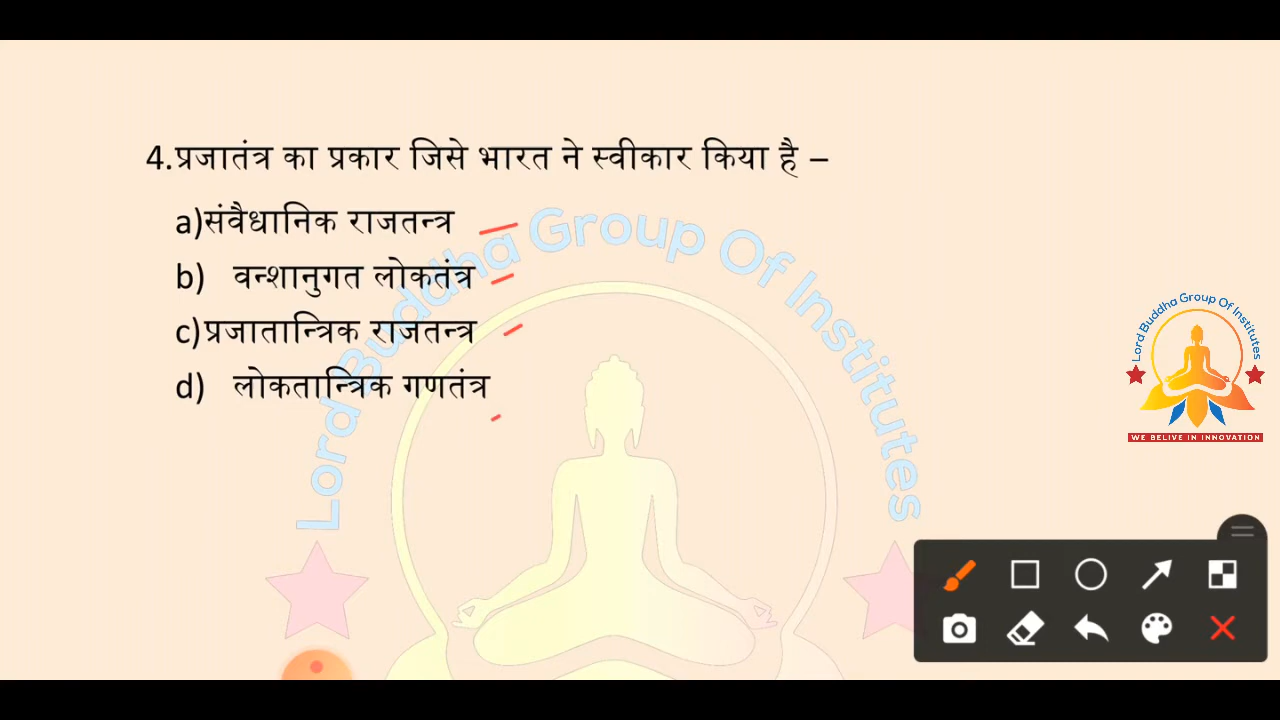 4.प्रजातंत्र का प्रकार जिसे भारत ने स्वीकार किया है –
a)संवैधानिक राजतन्त्र
b) वन्शानुगत लोकतंत्र
c)प्रजातान्त्रिक राजतन्त्र
d) लोकतान्त्रिक गणतंत्र
Lord Buddha Group Of Institutes
Lord Buddha Group Of Institutes
WE BELIVE IN INNOVATION